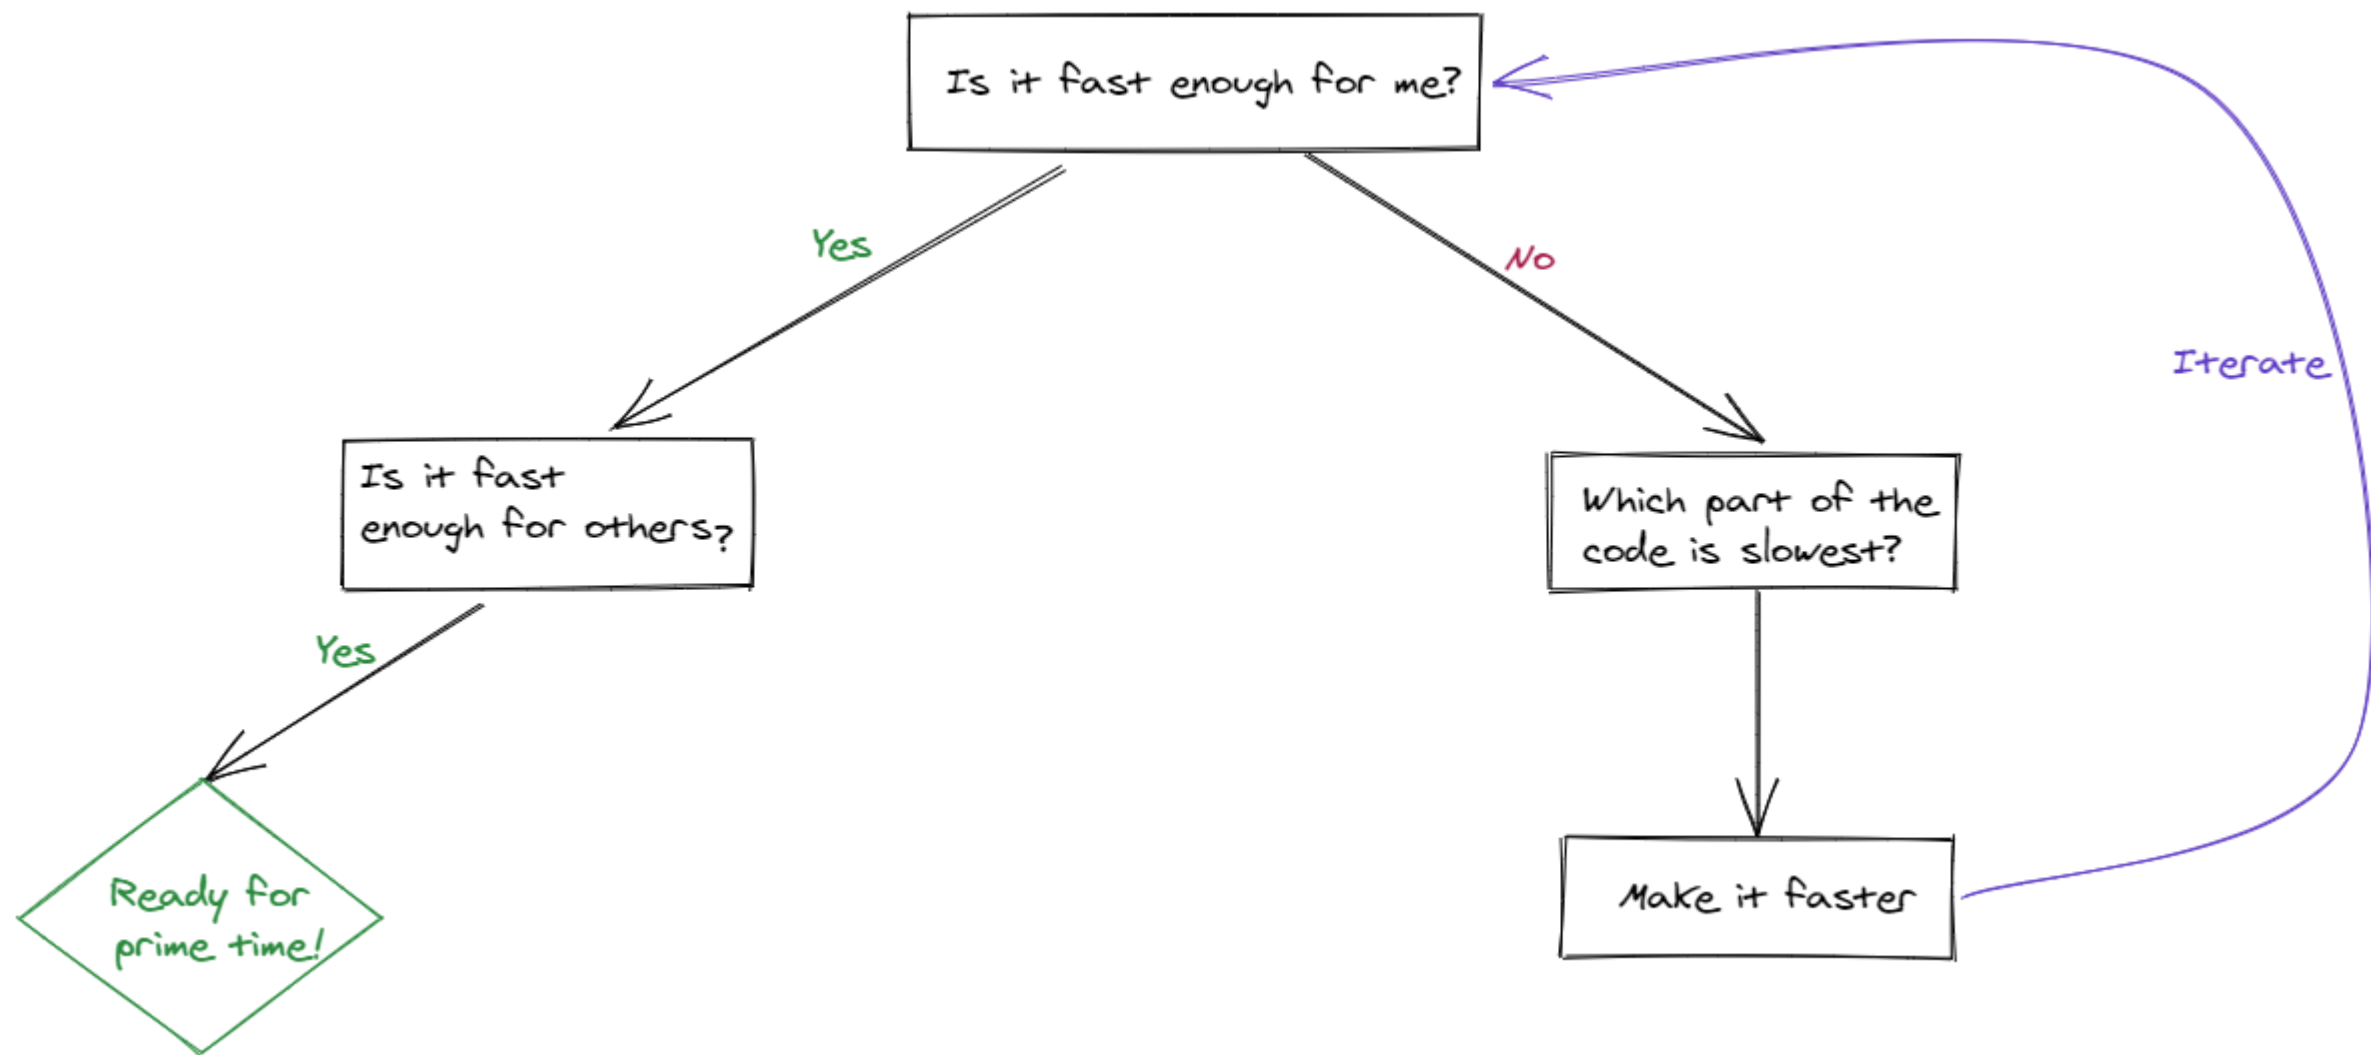 Is it fast enough for me?
Yes
No
Iterate
Is it fast
enough for others?
Which part of the
code is slowest?
Yes
Ready for
prime time!
Make it faster